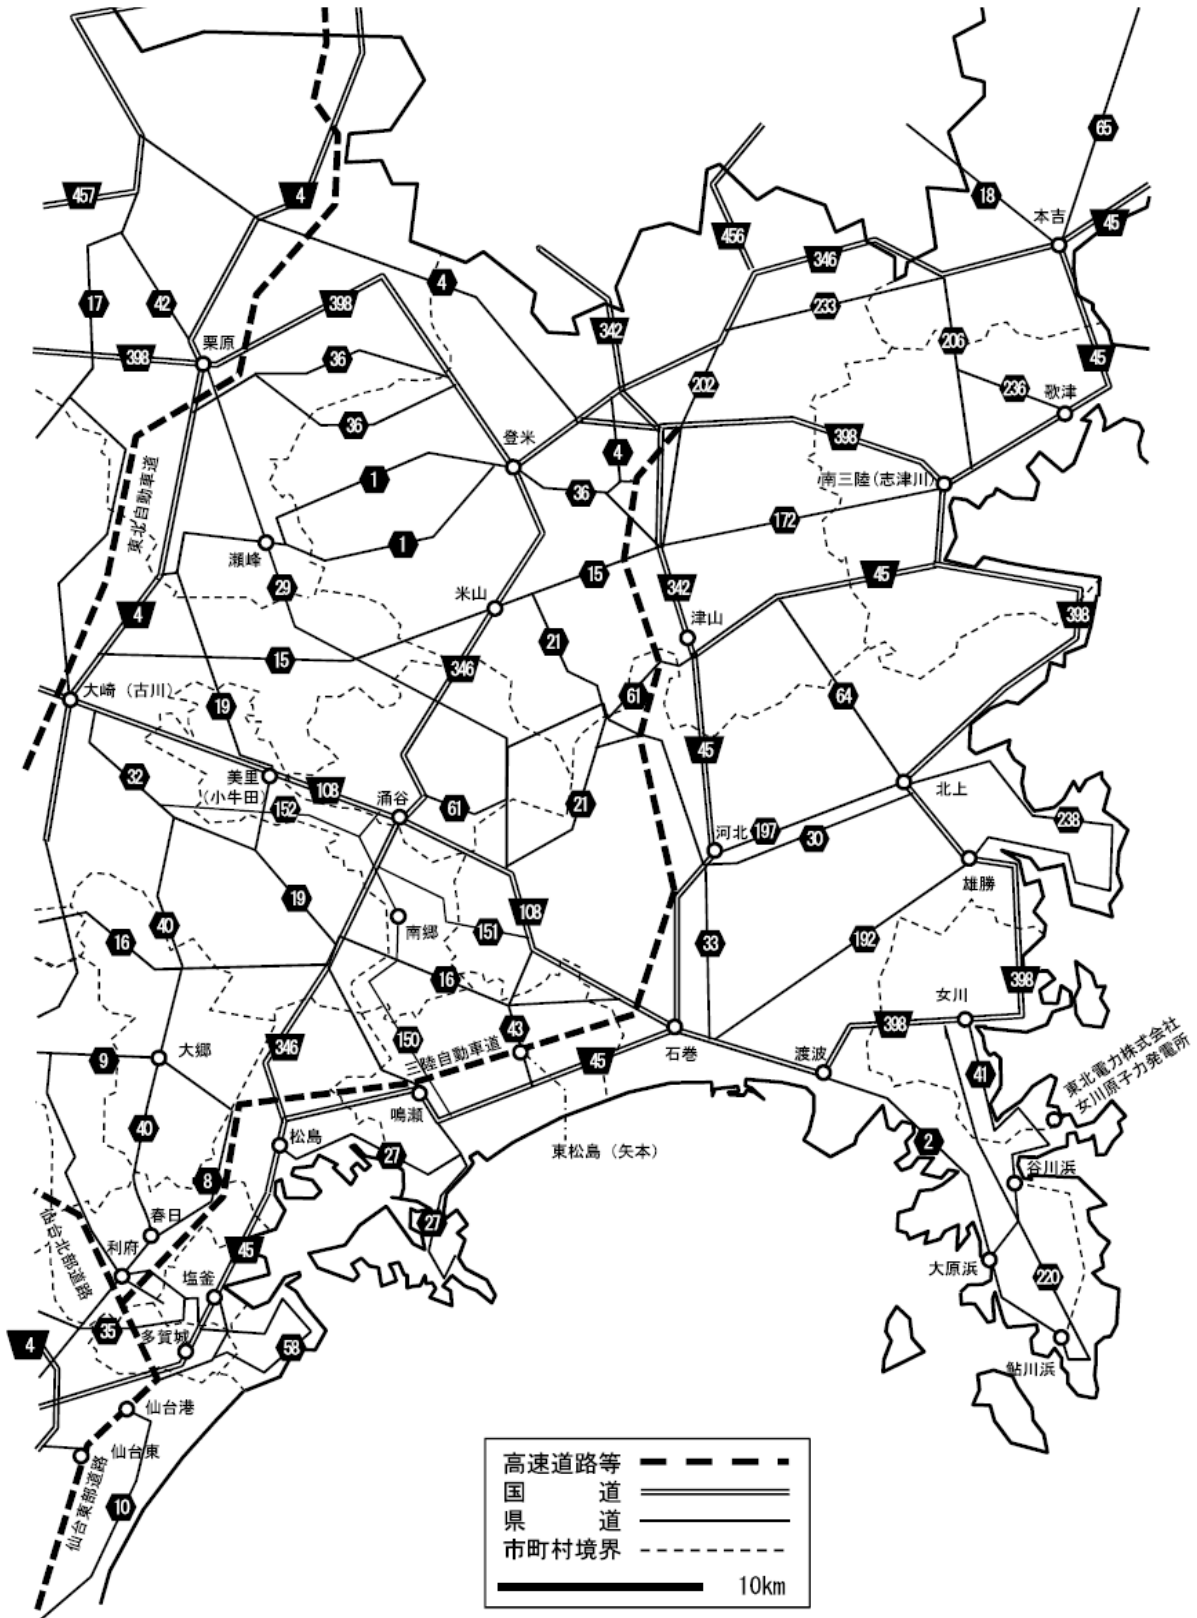 65
457
4
18
本吉
45
456
346
4
17
42
398
233
342
栗原
398
206
45
36
202
236
歌津
36
398
登米
4
東北自動車道
1
36
南三陸(志津川)
172
1
瀬峰
15
45
29
米山
342
4
津山
398
21
15
346
大崎(古川)
61
64
19
45
32
美里
(小牛田)
108
北上
152
涌谷
61
21
238
河北
197
30
雄勝
19
108
40
南郷
151
16
33
192
16
398
女川
43
398
150
三陸自動車道
346
石巻
渡波
東北電力株式会社
女川原子力発電所
9
大郷
45
41
鳴瀬
40
松島
27
東松島(矢本)
2
8
谷川浜
春日
27
仙台北部道路
利府
45
大原浜
塩釜
220
35
多賀城
4
58
鮎川浜
仙台港
仙台東
仙台東部道路
10
高速道路等
国 道
県 道
市町村境界
10km